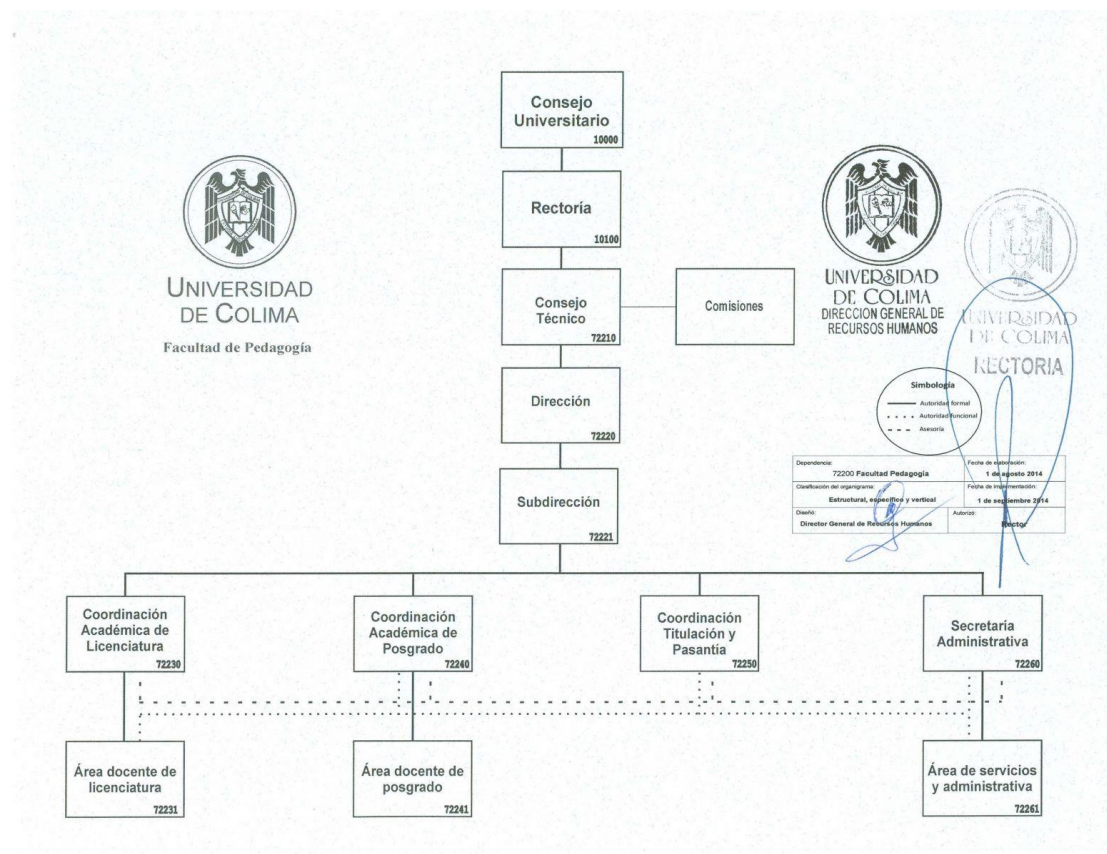 Consejo
Universitario
10000
Rectoría
10100
Consejo
Técnico
72210
Comisiones
Dirección
72220
Subdirección
72221
UNIVERSIDAD
DE COLIMA
Facultad de Pedagogía
UNIVERSIDAD
DE COLIMA
DIRECCION GENERAL DE
RECURSOS HUMANOS
UNIVERSIDAD
DE COLIMA
RECTORIA
Simbología
Autoridad formal
Autoridad funcional
Asesoría
Dependencia:
72200 Facultad Pedagogía
Fecha de elaboración:
1 de agosto 2014
Clasificación del organigrama:
Estructural, específico y vertical
Fecha de Implementación:
1 de septiembre 2014
Diseñó:
Director General de Recursos Humanos
Autorizó:
Rector
Coordinación
Académica de
Licenciatura
72230
Coordinación
Académica de
Posgrado
72240
Coordinación
Titulación y
Pasantía
72250
Secretaría
Administrativa
72260
Área docente de
licenciatura
72231
Área docente de
posgrado
72241
Área de servicios
y administrativa
72261